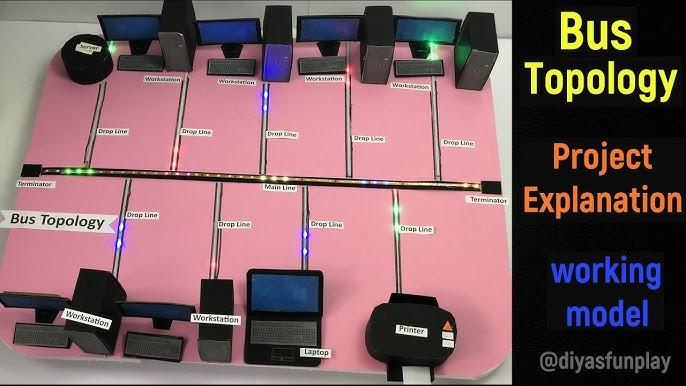 Bus
Topology
Project
Explanation
working
model
@diyasfunplay
Server
Workstation
Workstation
Workstation
Workstation
Drop Line
Drop Line
Drop Line
Drop Line
Drop Line
Terminator
Main Line
Terminator
Bus Topology
Drop Line
Drop Line
Drop Line
Drop Line
Workstation
Workstation
Laptop
Printer